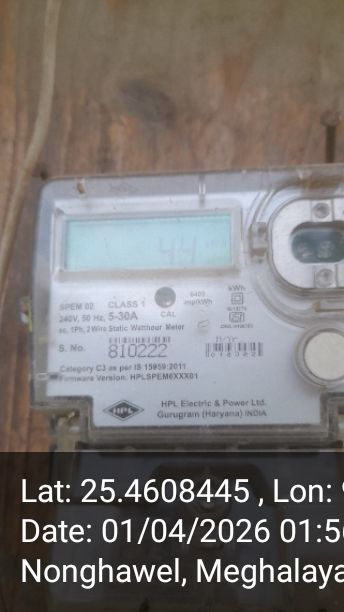 44
SPEM 02 CLASS 1 6400 kWh
240V, 50 Hz, 5-30A imp/kWh
ac, 1Ph, 2 Wire Static Watthour Meter CAL
S. No. 810222
Category C3 as per IS 15959:2011
Firmware Version: HPLSPEM6XXX01
HPL HPL Electric & Power Ltd.
Gurugram (Haryana) INDIA
Lat: 25.4608445 , Lon:
Date: 01/04/2026
Nonghawel, Meghalaya